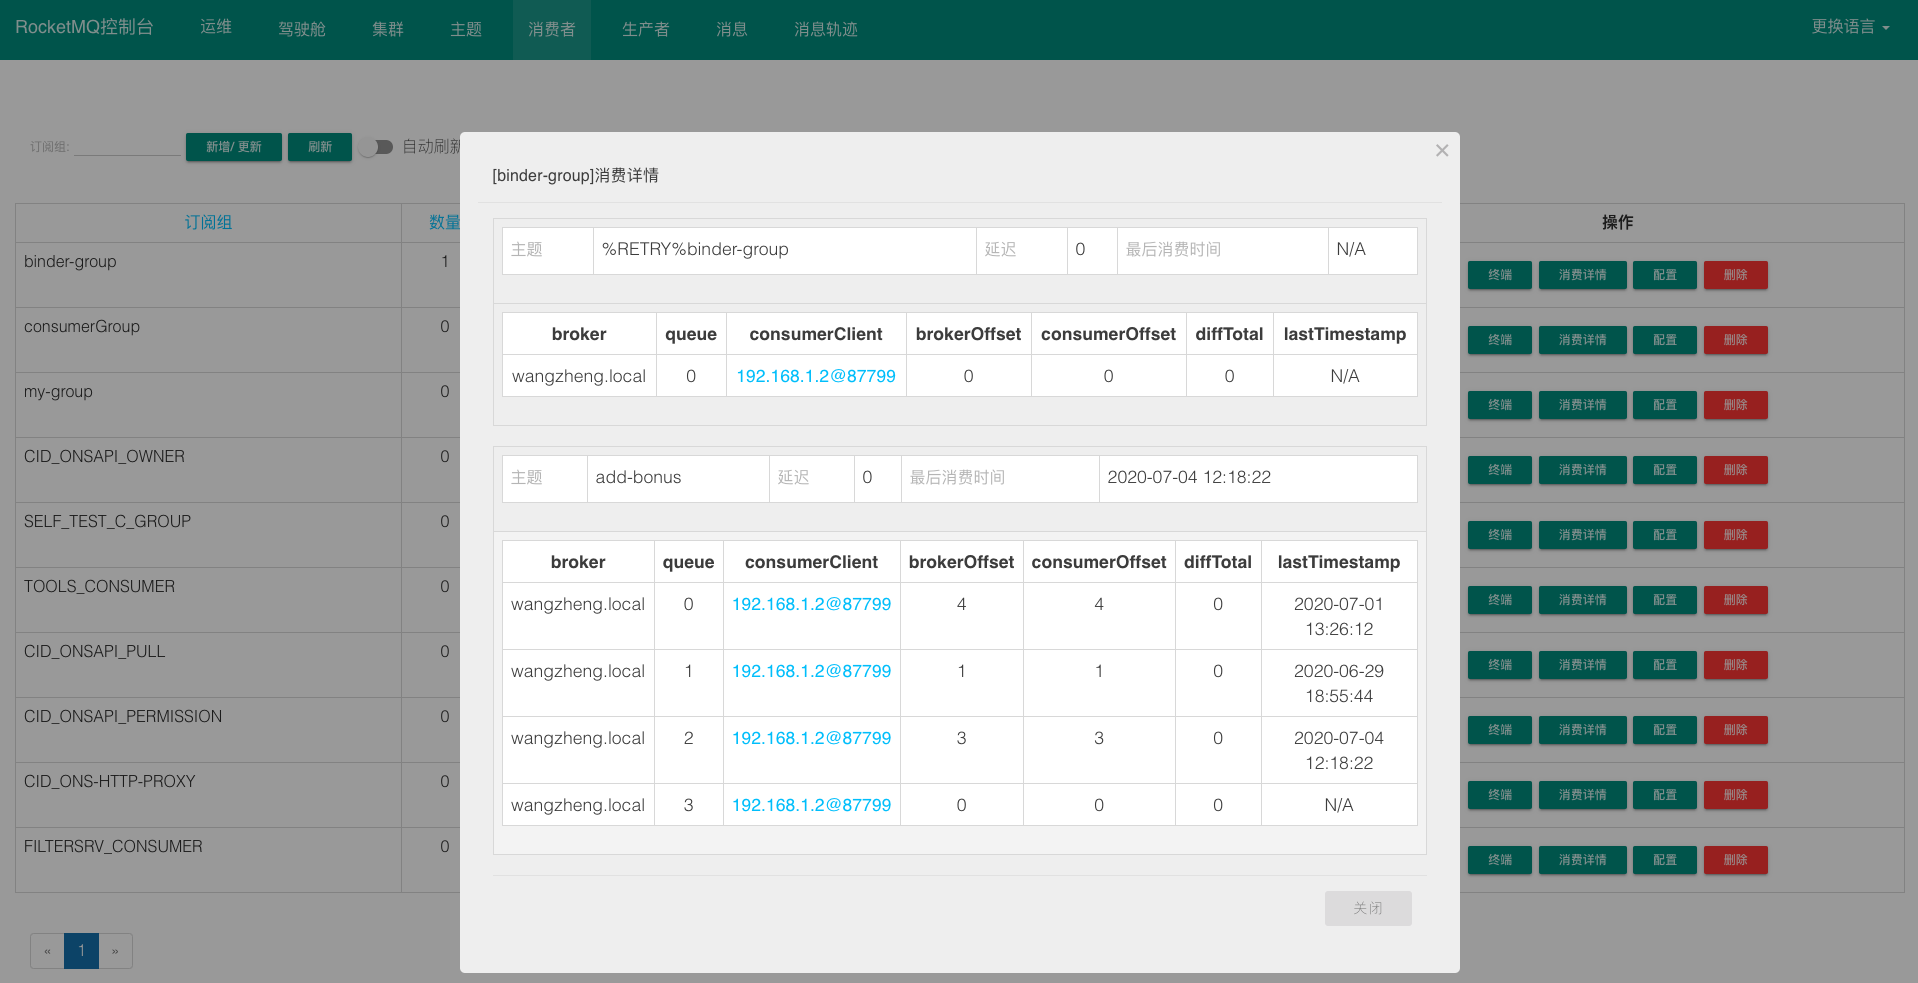 RocketMQ控制台 运维 驾驶舱 集群 主题 消费者 生产者 消息 消息轨迹 更换语言
订阅组: 新增/ 更新 刷新 自动刷新
订阅组 数量 操作
binder-group 1 终端 消费详情 配置 删除
consumerGroup 0 终端 消费详情 配置 删除
my-group 0 终端 消费详情 配置 删除
CID_ONSAPI_OWNER 0 终端 消费详情 配置 删除
SELF_TEST_C_GROUP 0 终端 消费详情 配置 删除
TOOLS_CONSUMER 0 终端 消费详情 配置 删除
CID_ONSAPI_PULL 0 终端 消费详情 配置 删除
CID_ONSAPI_PERMISSION 0 终端 消费详情 配置 删除
CID_ONS-HTTP-PROXY 0 终端 消费详情 配置 删除
FILTERSRV_CONSUMER 0 终端 消费详情 配置 删除
« 1 »
×
[binder-group]消费详情
主题 %RETRY%binder-group 延迟 0 最后消费时间 N/A
broker queue consumerClient brokerOffset consumerOffset diffTotal lastTimestamp
wangzheng.local 0 192.168.1.2@87799 0 0 0 N/A
主题 add-bonus 延迟 0 最后消费时间 2020-07-04 12:18:22
broker queue consumerClient brokerOffset consumerOffset diffTotal lastTimestamp
wangzheng.local 0 192.168.1.2@87799 4 4 0 2020-07-01
13:26:12
wangzheng.local 1 192.168.1.2@87799 1 1 0 2020-06-29
18:55:44
wangzheng.local 2 192.168.1.2@87799 3 3 0 2020-07-04
12:18:22
wangzheng.local 3 192.168.1.2@87799 0 0 0 N/A
关闭